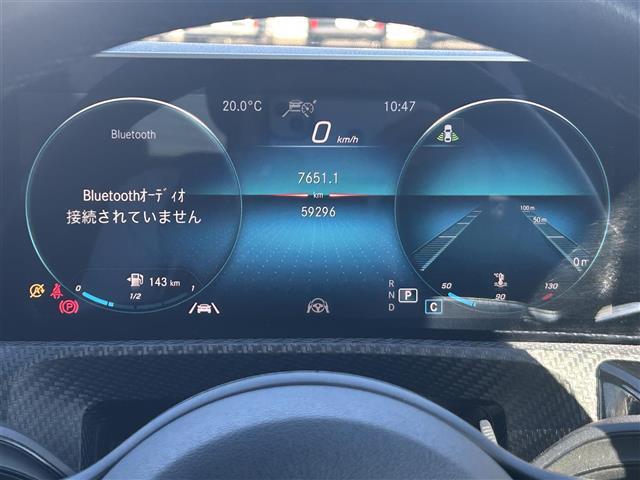 20.0°C
10:47
0 km/h
Bluetooth
7651.1
km
59296
Bluetoothオーディオ
接続されていません
100 m
50 m
0 m
143 km
0 1/2 1
R
N P
D C
50 90 130